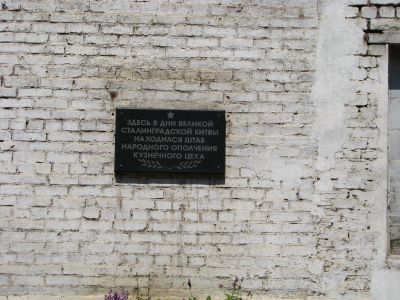 ЗДЕСЬ В ДНИ ВЕЛИКОЙ
СТАЛИНГРАДСКОЙ БИТВЫ
НАХОДИЛСЯ ШТАБ
НАРОДНОГО ОПОЛЧЕНИЯ
КУЗНЕЧНОГО ЦЕХА